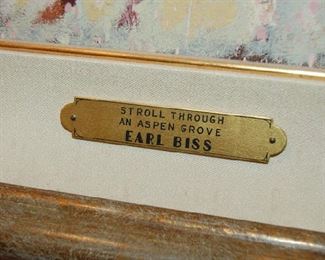 STROLL THROUGH
AN ASPEN GROVE
EARL BISS